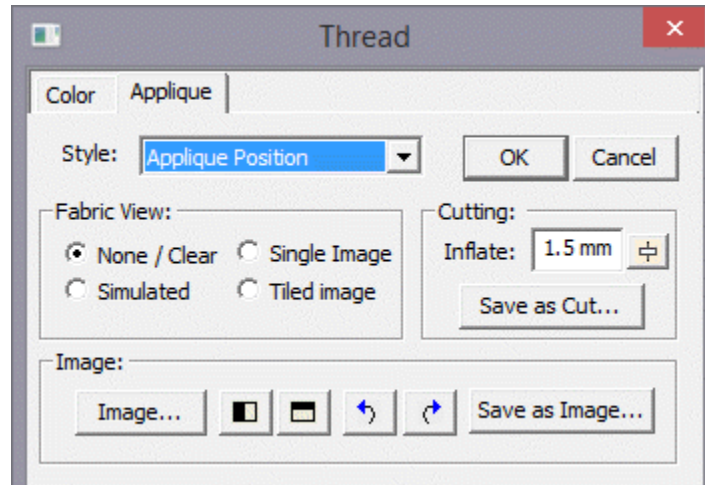 Thread
Color Applique
Style: Applique Position OK Cancel
Fabric View: Cutting:
None / Clear Single Image Inflate: 1.5 mm
Simulated Tiled image Save as Cut...
Image:
Image... Save as Image...